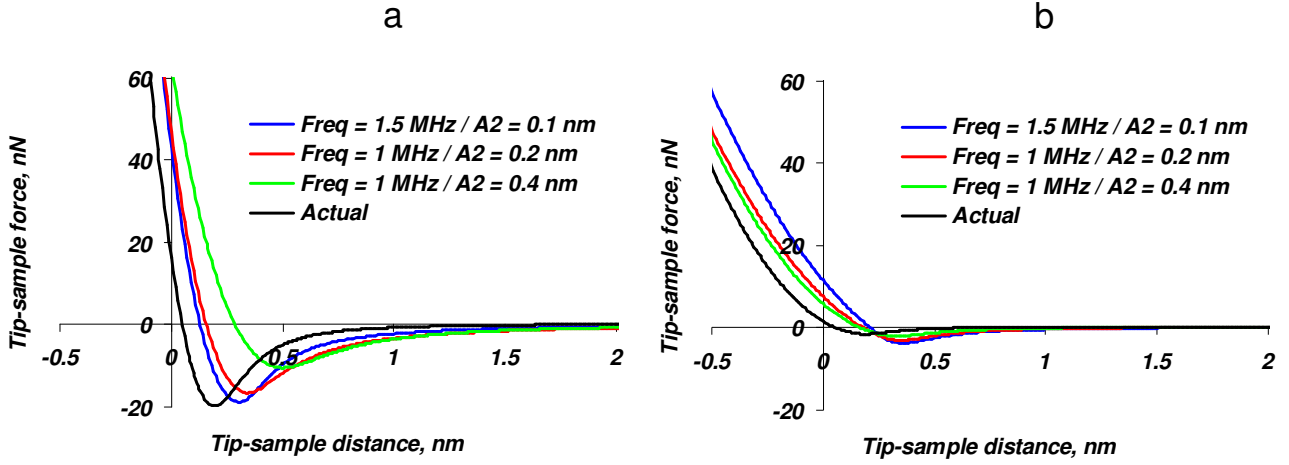 a
Tip-sample force, nN
60
40
20
0
-20
Freq = 1.5 MHz / A2 = 0.1 nm
Freq = 1 MHz / A2 = 0.2 nm
Freq = 1 MHz / A2 = 0.4 nm
Actual
-0.5 0 0.5 1 1.5 2
Tip-sample distance, nm
b
Tip-sample force, nN
60
40
20
0
-20
Freq = 1.5 MHz / A2 = 0.1 nm
Freq = 1 MHz / A2 = 0.2 nm
Freq = 1 MHz / A2 = 0.4 nm
Actual
-0.5 0 0.5 1 1.5 2
Tip-sample distance, nm